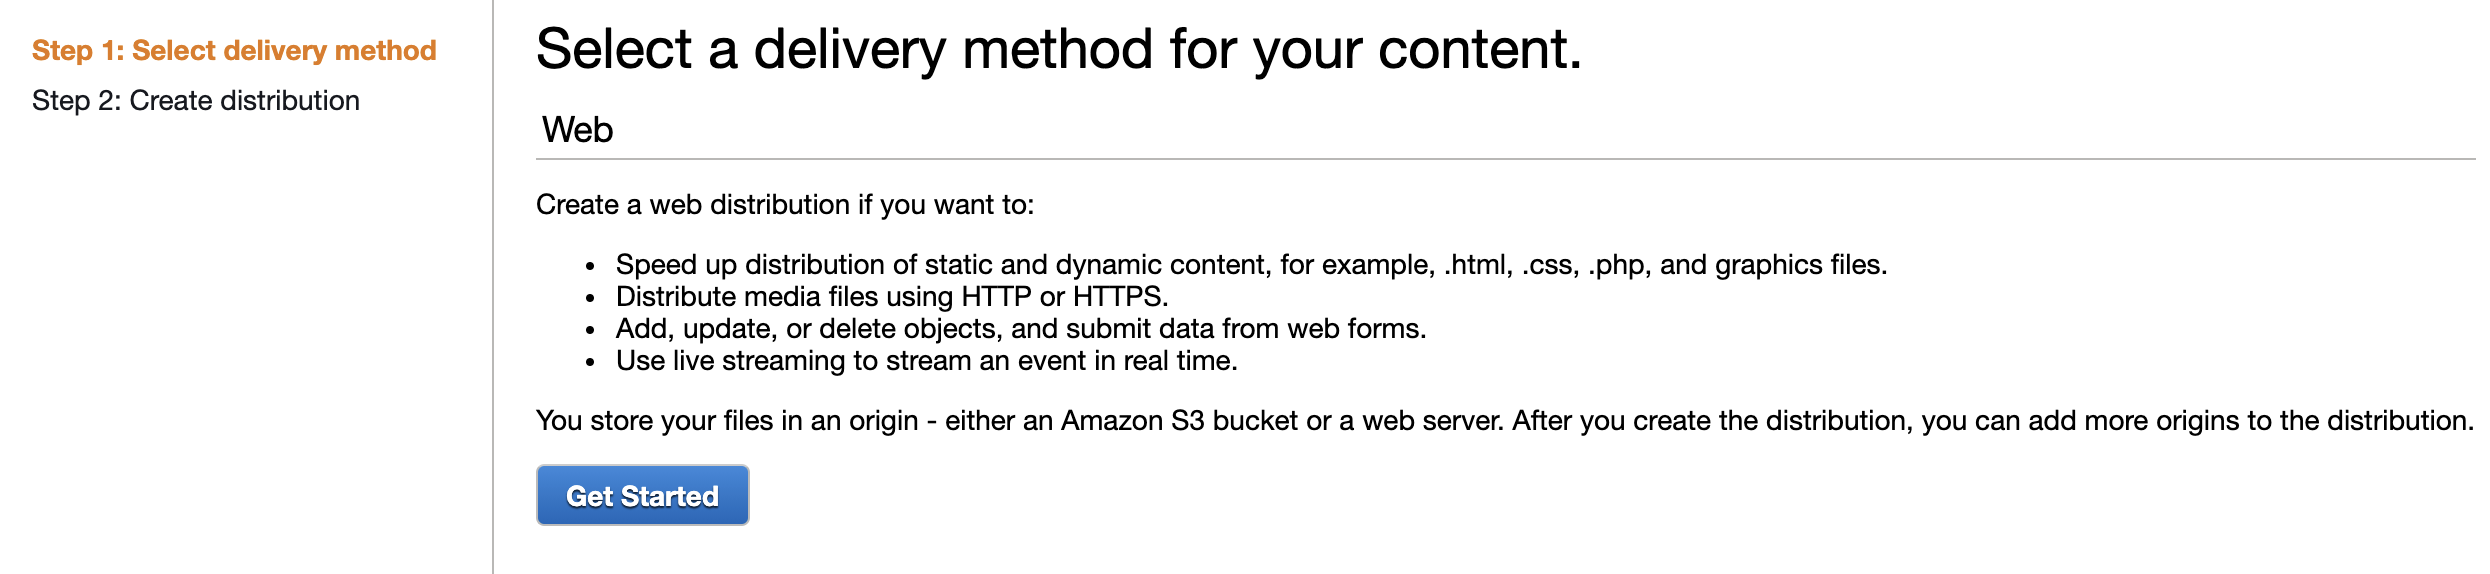 Step 1: Select delivery method
Step 2: Create distribution
Select a delivery method for your content.
Web
Create a web distribution if you want to:
• Speed up distribution of static and dynamic content, for example, .html, .css, .php, and graphics files.
• Distribute media files using HTTP or HTTPS.
• Add, update, or delete objects, and submit data from web forms.
• Use live streaming to stream an event in real time.
You store your files in an origin - either an Amazon S3 bucket or a web server. After you create the distribution, you can add more origins to the distribution.
Get Started